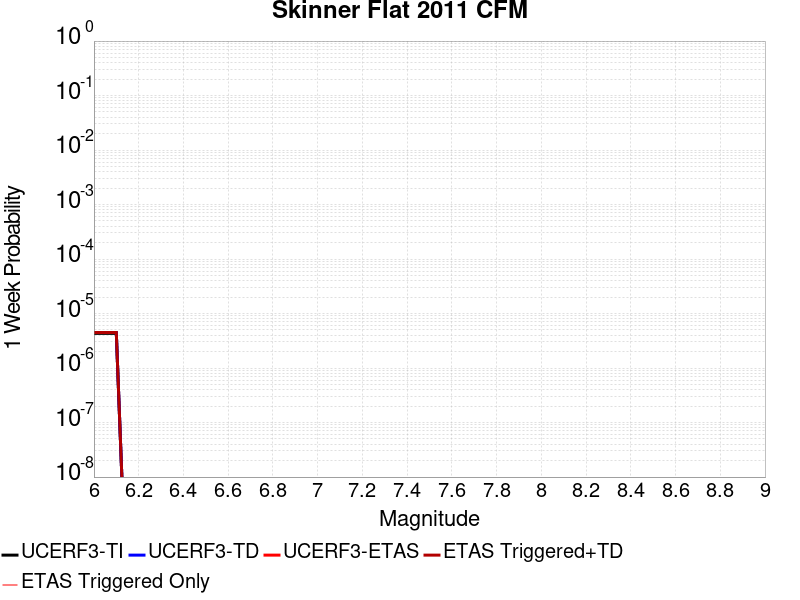 Skinner Flat 2011 CFM
1 Week Probability
10^0
10^-1
10^-2
10^-3
10^-4
10^-5
10^-6
10^-7
10^-8
6 6.2 6.4 6.6 6.8 7 7.2 7.4 7.6 7.8 8 8.2 8.4 8.6 8.8 9
Magnitude
UCERF3-TI UCERF3-TD UCERF3-ETAS ETAS Triggered+TD
ETAS Triggered Only